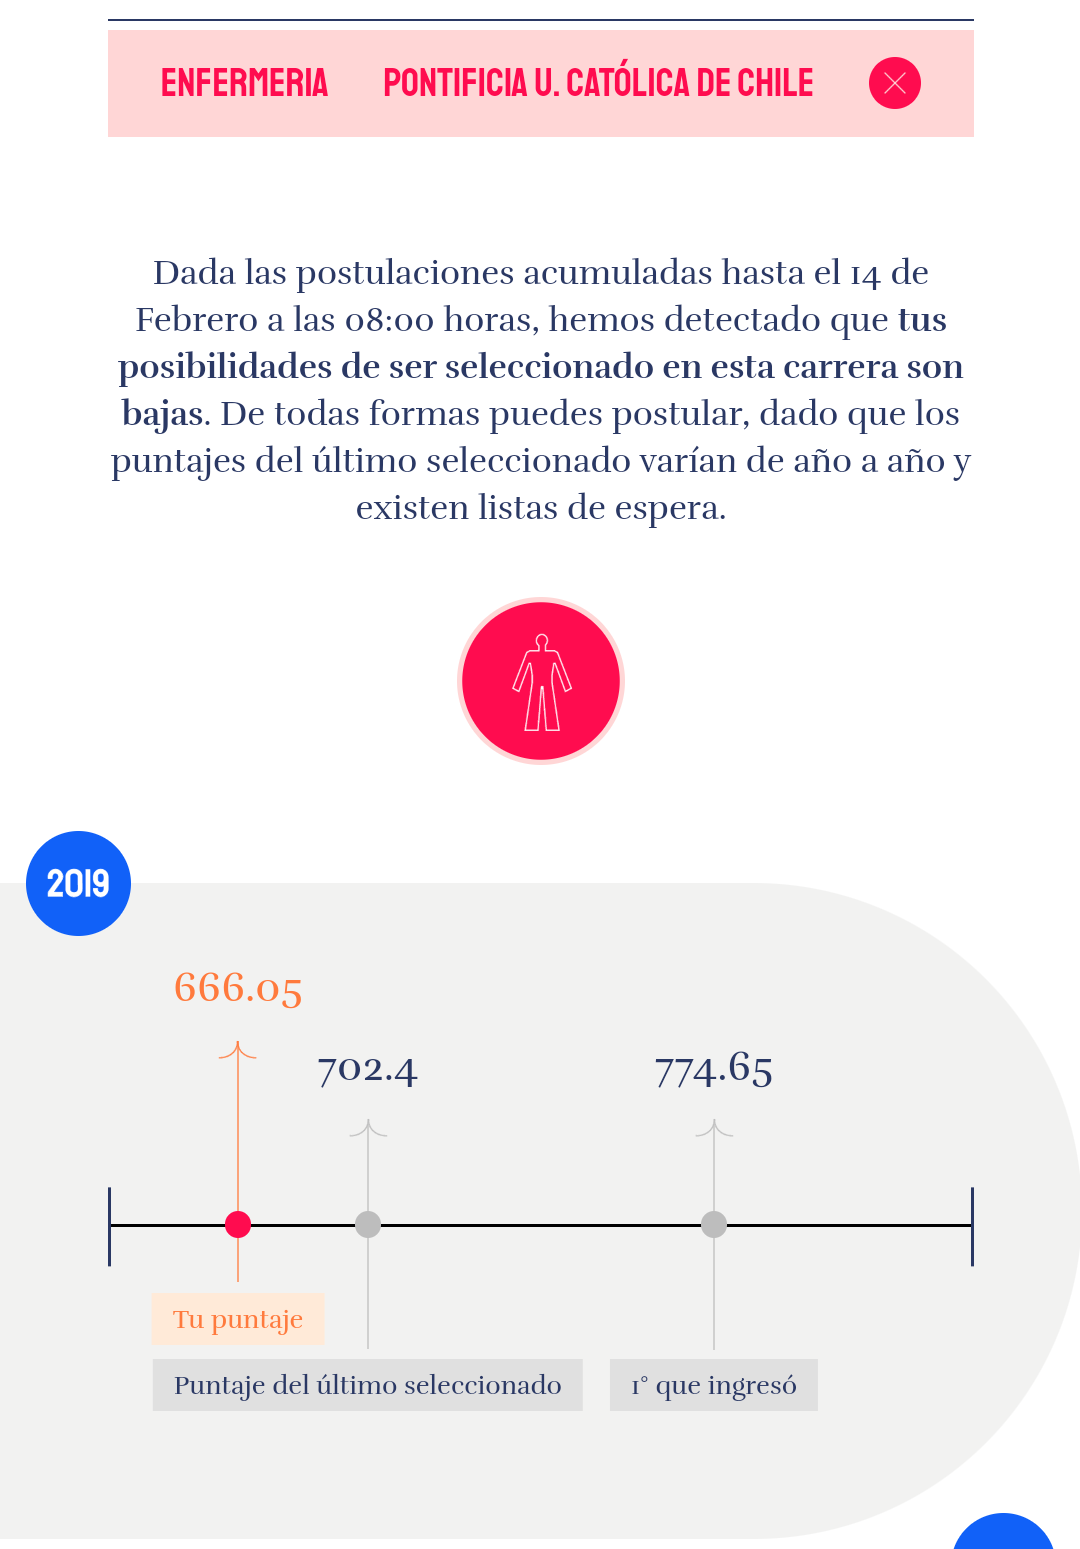 ENFERMERIA PONTIFICIA U. CATÓLICA DE CHILE
Dada las postulaciones acumuladas hasta el 14 de
Febrero a las 08:00 horas, hemos detectado que tus
posibilidades de ser seleccionado en esta carrera son
bajas. De todas formas puedes postular, dado que los
puntajes del último seleccionado varían de año a año y
existen listas de espera.
2019
666.05
702.4 774.65
Tu puntaje
Puntaje del último seleccionado 1° que ingresó